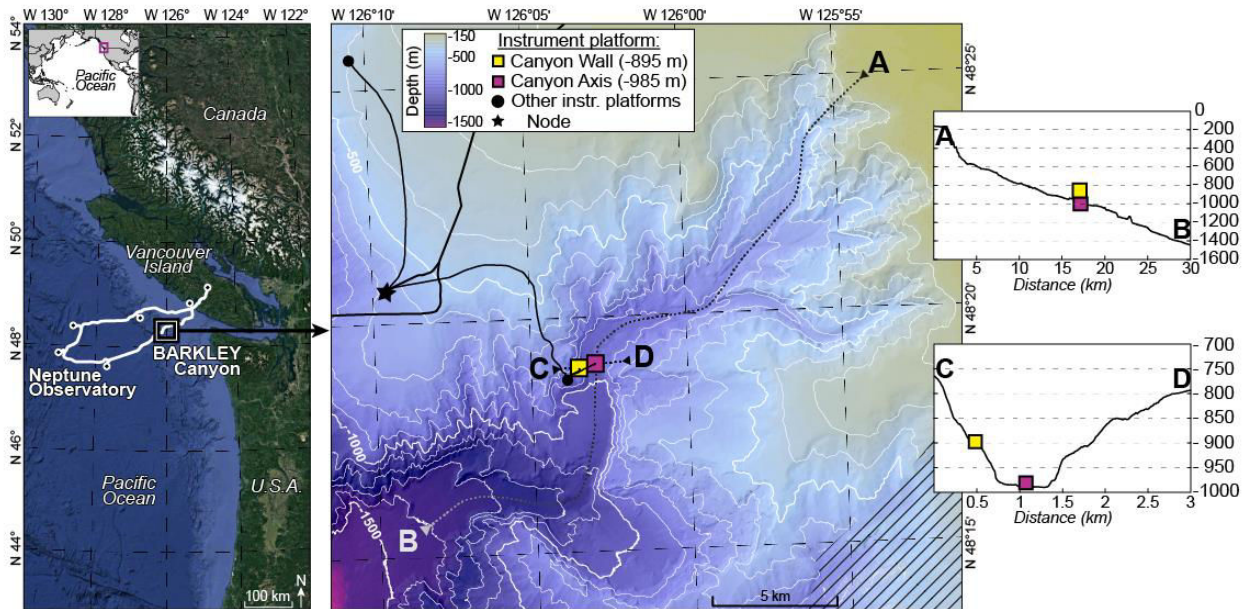 W 130° W 128° W 126° W 124° W 122°
N 54°
N 52°
N 50°
N 48°
N 46°
N 44°
Pacific
Ocean
Canada
Vancouver
Island
BARKLEY
Canyon
Neptune
Observatory
Pacific
Ocean
U.S.A.
100 km
N
W 126°10' W 126°05' W 126°00' W 125°55'
-150
-500
-1000
-1500
Depth (m)
Instrument platform:
Canyon Wall (-895 m)
Canyon Axis (-985 m)
Other instr. platforms
Node
A
-500
C
D
-1000
B
-1500
5 km
N 48°25'
N 48°20'
N 48°15'
A
B
0
- 200
- 400
- 600
- 800
- 1000
- 1200
- 1400
1600
5 10 15 20 25 30
Distance (km)
C
D
- 700
- 750
- 800
- 850
- 900
- 950
- 1000
0.5 1 1.5 2 2.5 3
Distance (km)